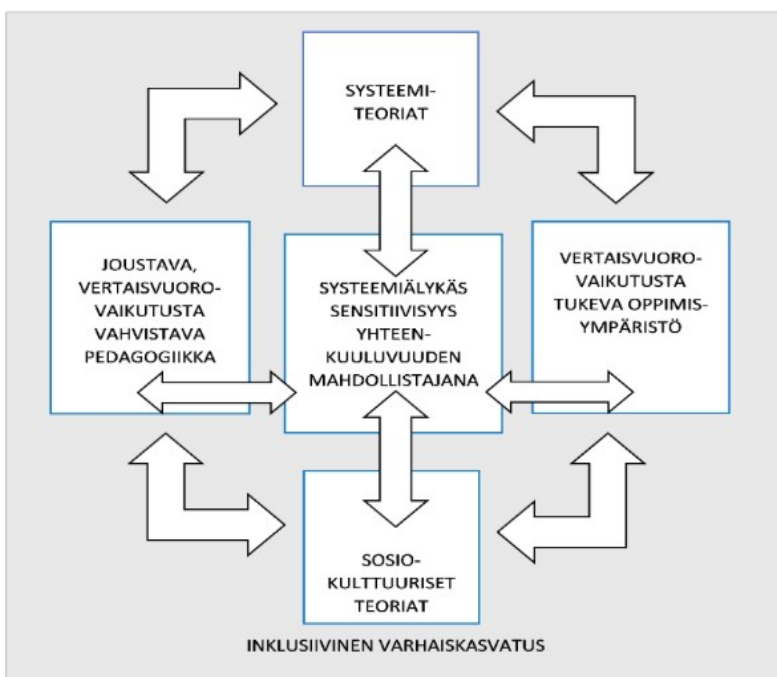 SYSTEEMI-
TEORIAT
JOUSTAVA,
VERTAISVUORO-
VAIKUTUSTA
VAHVISTAVA
PEDAGOGIIKKA
SYSTEEMIÄLYKÄS
SENSITIIVISYYS
YHTEEN-
KUULUVUUDEN
MAHDOLLISTAJANA
VERTAISVUORO-
VAIKUTUSTA
TUKEVA OPPIMIS-
YMPÄRISTÖ
SOSIO-
KULTTUURISET
TEORIAT
INKLUSIIVINEN VARHAISKASVATUS